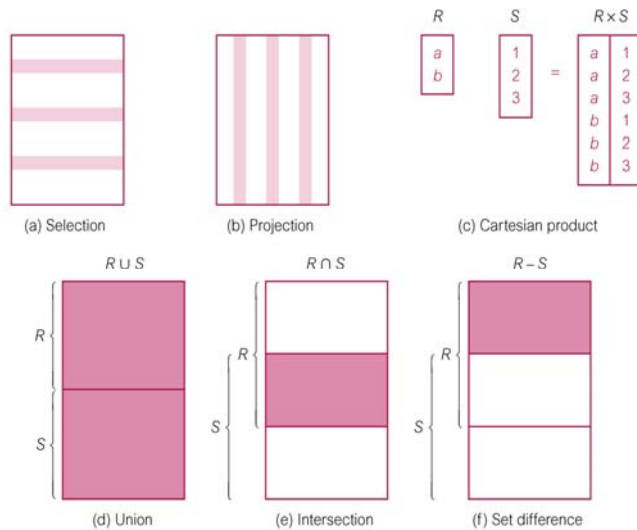 R S R × S
a 1 a 1
b 2 = a 2
3 a 3
b 1
b 2
b 3
(a) Selection (b) Projection (c) Cartesian product
R ∪ S R ∩ S R – S
R R R
S S S
(d) Union (e) Intersection (f) Set difference